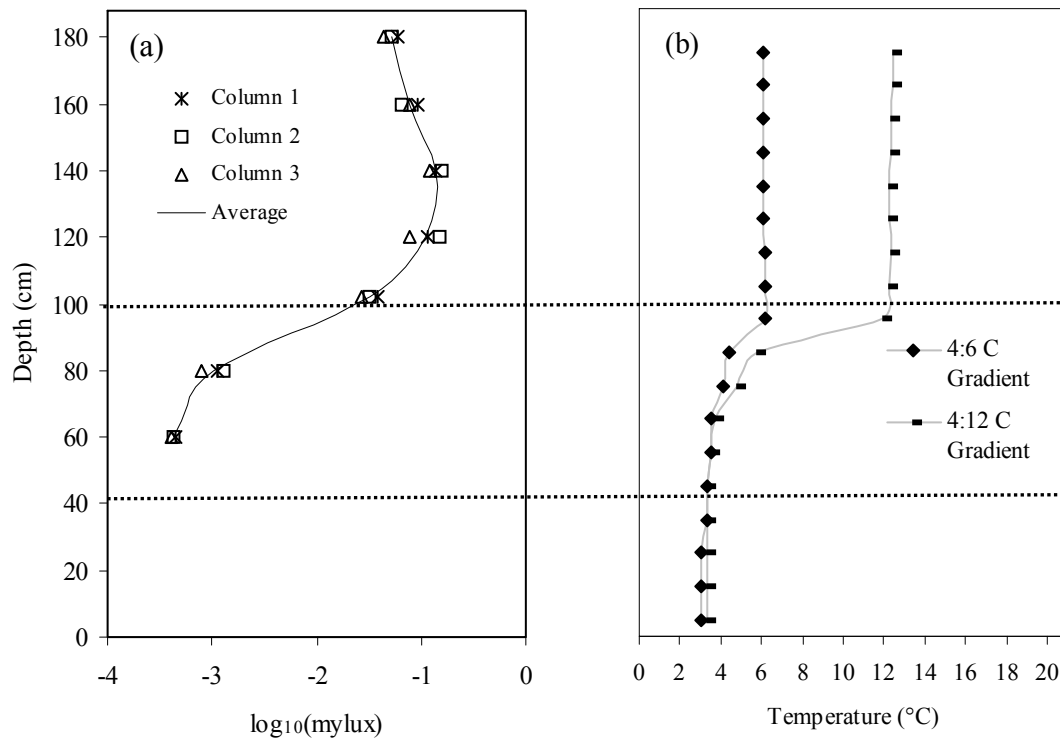 (a)
Column 1
Column 2
Column 3
Average
Depth (cm)
180
160
140
120
100
80
60
40
20
0
-4
-3
-2
-1
0
log10(mylux)
(b)
4:6 C
Gradient
4:12 C
Gradient
0
2
4
6
8
10
12
14
16
18
20
Temperature (°C)